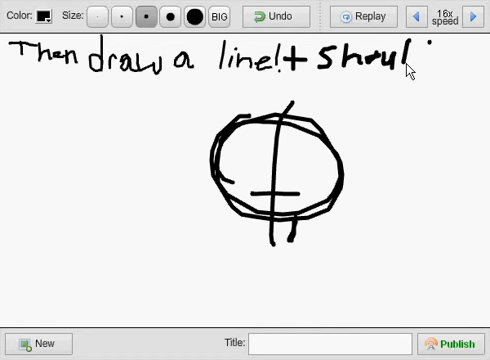 Color: Size: BIG Undo Replay 16x speed
Then draw a line!+ Shoul
New Title: Publish